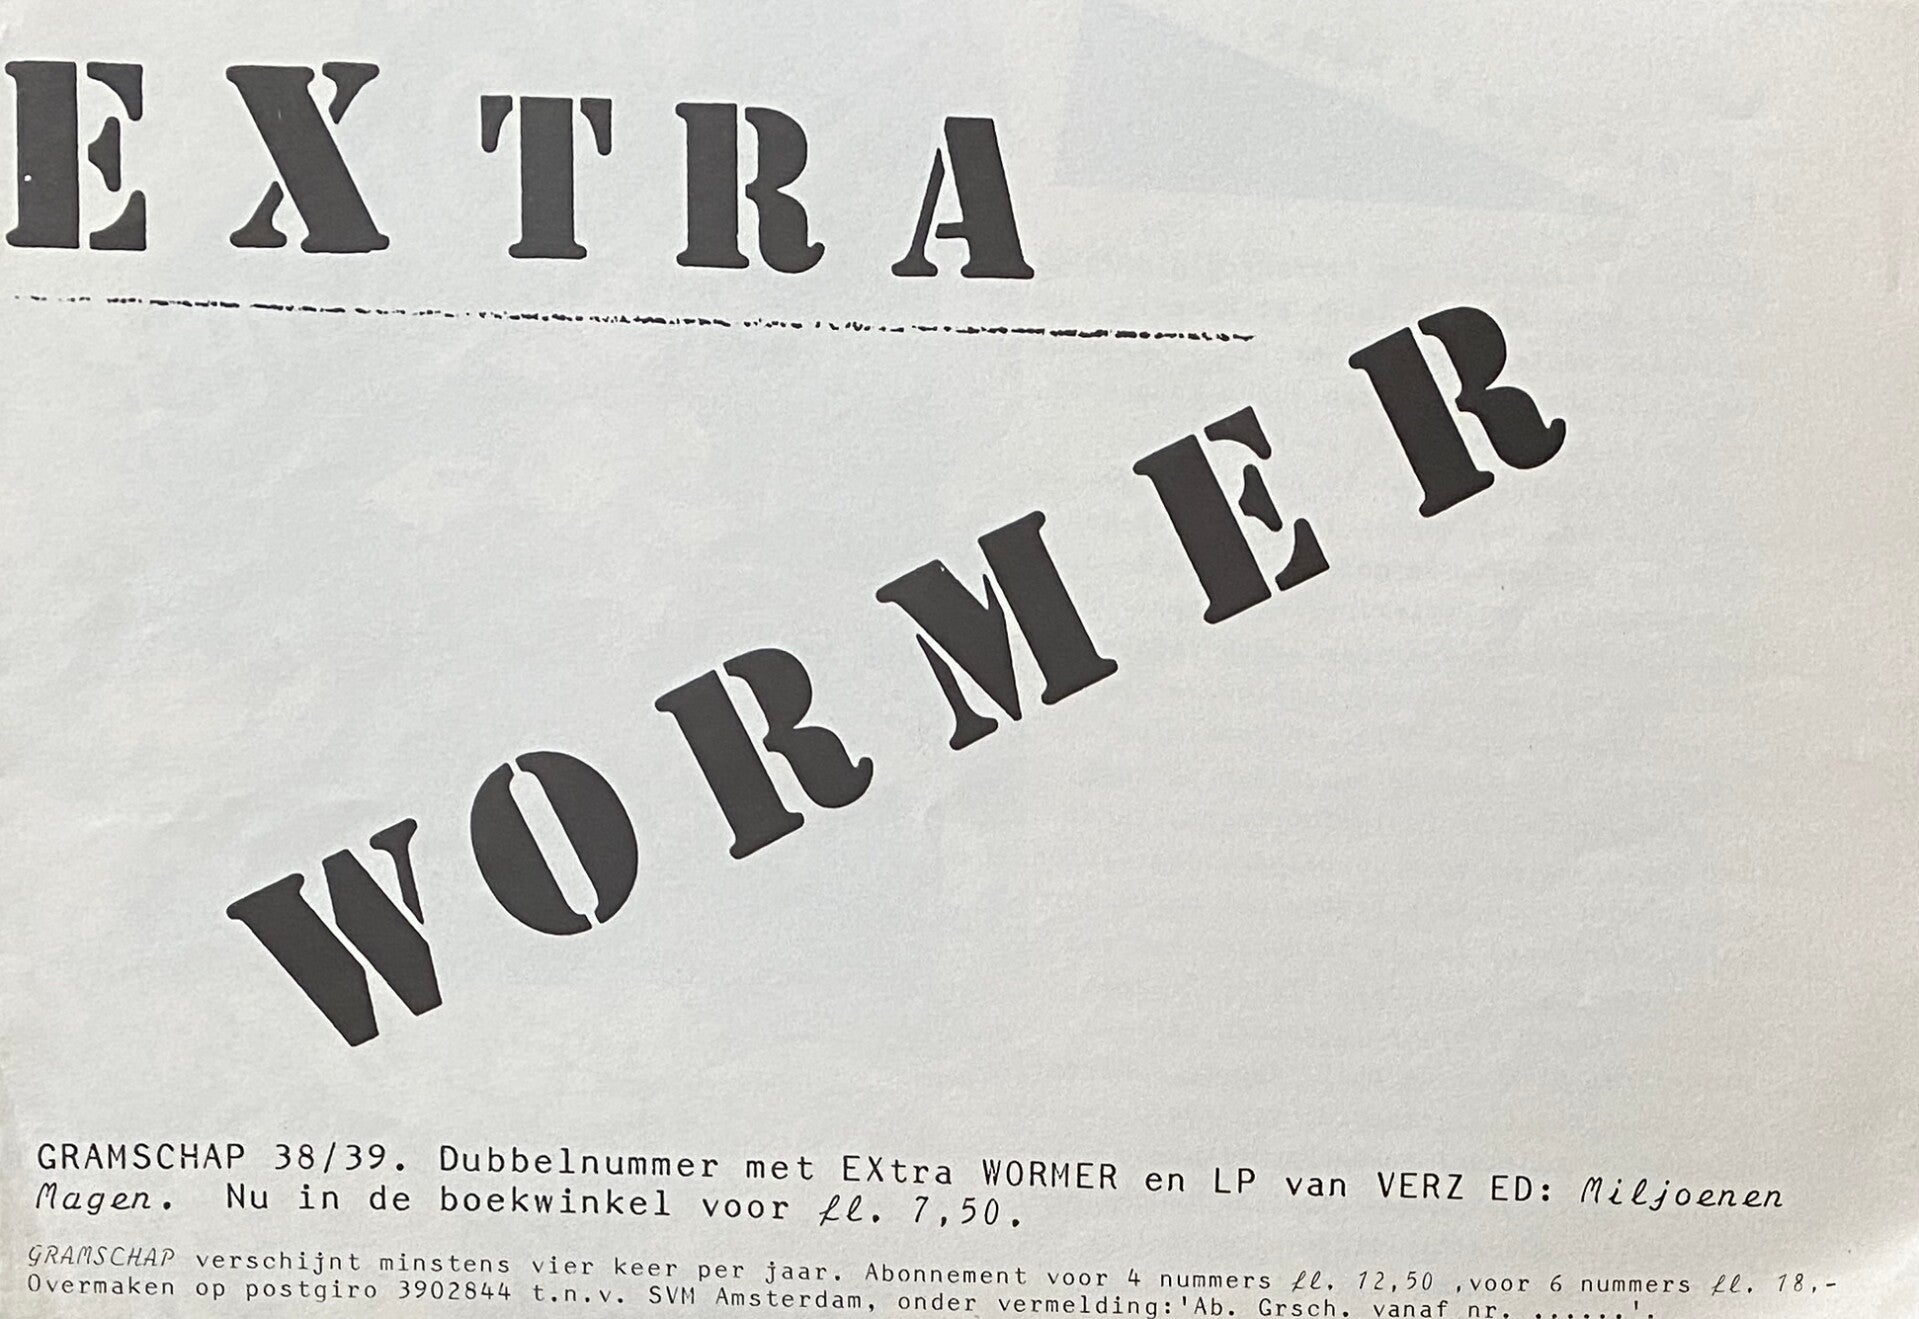 EXTRA
WORMER
GRAMSCHAP 38/39. Dubbelnummer met EXtra WORMER en LP van VERZ ED: Miljoenen
Magen. Nu in de boekwinkel voor fl. 7,50.
GRAMSCHAP verschijnt minstens vier keer per jaar. Abonnement voor 4 nummers fl. 12,50 ,voor 6 nummers fl. 18,-
Overmaken op postgiro 3902844 t.n.v. SVM Amsterdam, onder vermelding:'Ab. Grsch. vanaf nr. ......'.